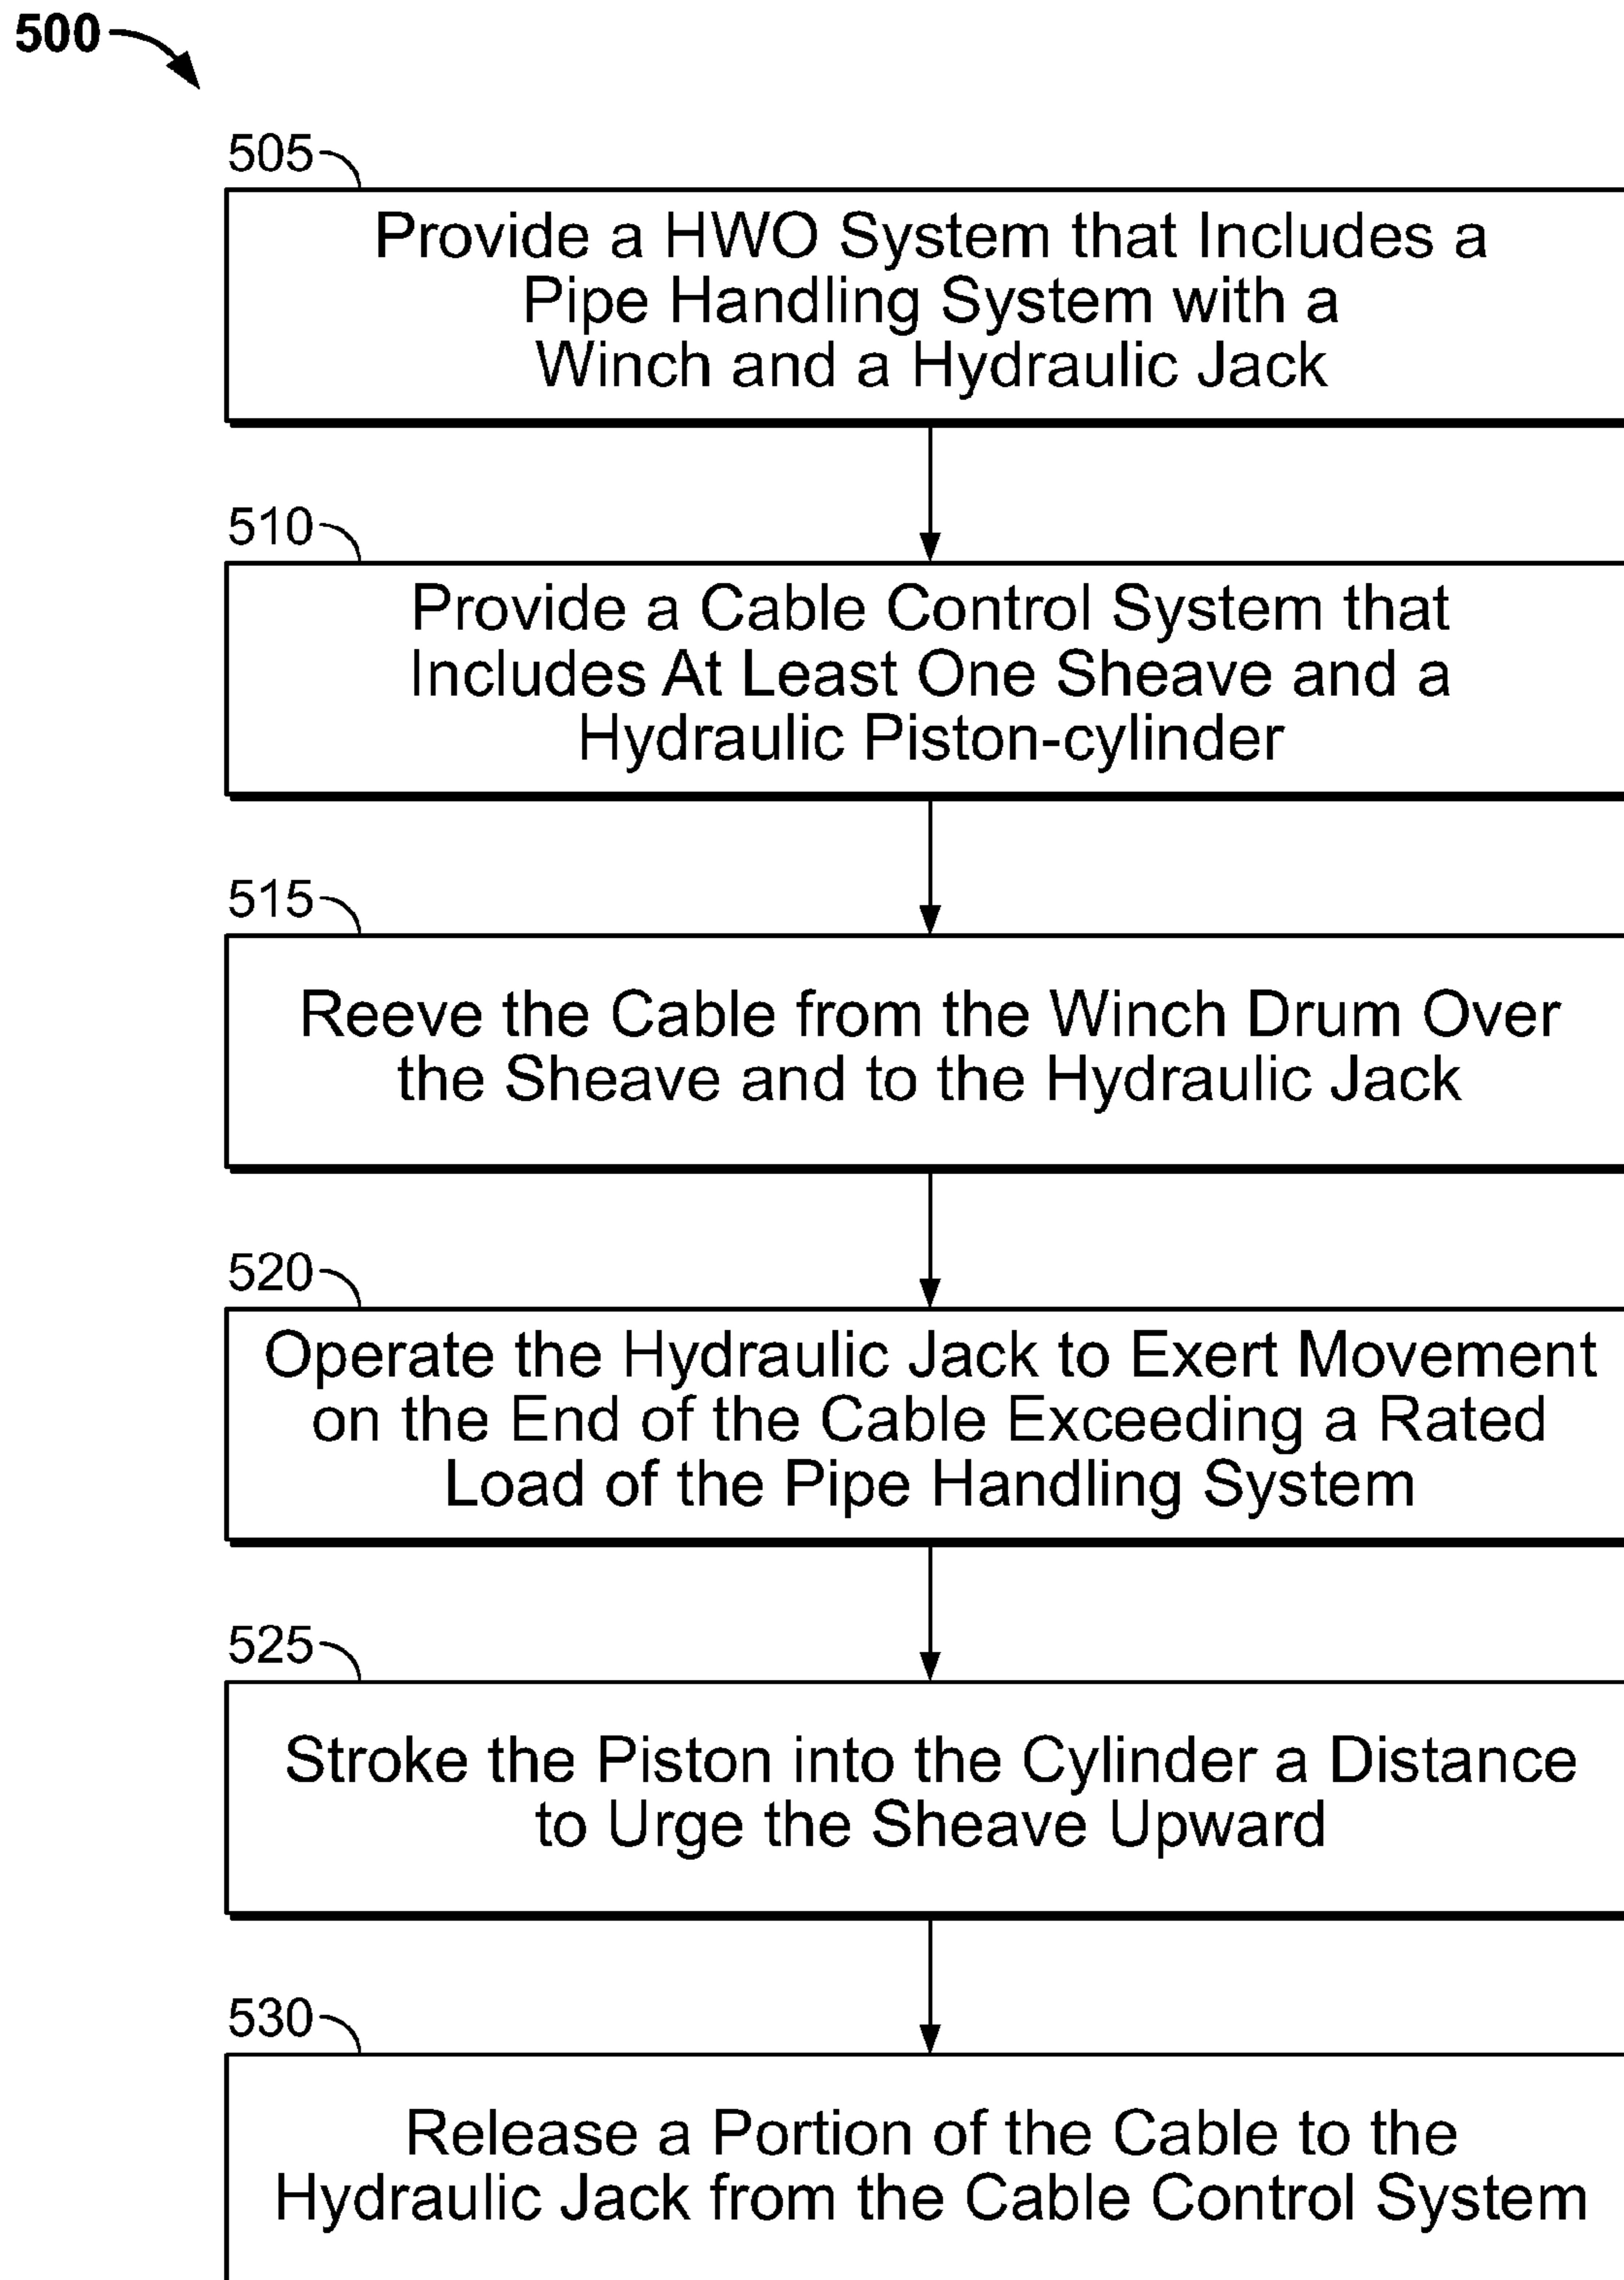 500
505
Provide a HWO System that Includes a
Pipe Handling System with a
Winch and a Hydraulic Jack
510
Provide a Cable Control System that
Includes At Least One Sheave and a
Hydraulic Piston-cylinder
515
Reeve the Cable from the Winch Drum Over
the Sheave and to the Hydraulic Jack
520
Operate the Hydraulic Jack to Exert Movement
on the End of the Cable Exceeding a Rated
Load of the Pipe Handling System
525
Stroke the Piston into the Cylinder a Distance
to Urge the Sheave Upward
530
Release a Portion of the Cable to the
Hydraulic Jack from the Cable Control System